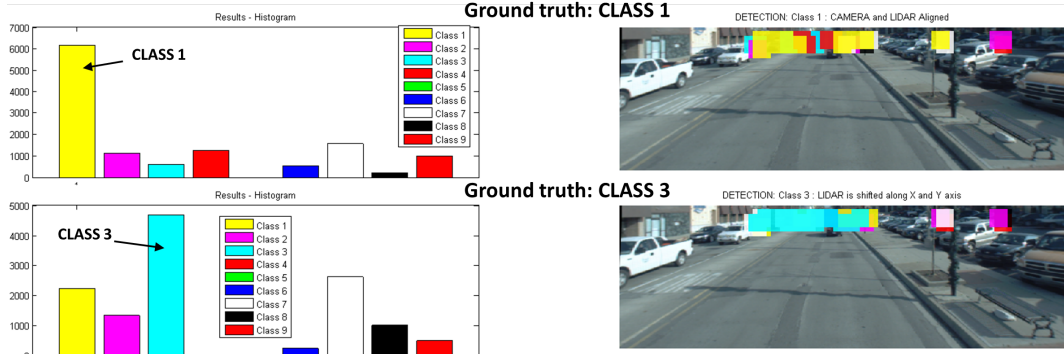 Ground truth: CLASS 1
Results - Histogram
7000
6000
5000
4000
3000
2000
1000
0
CLASS 1
Class 1
Class 2
Class 3
Class 4
Class 5
Class 6
Class 7
Class 8
Class 9
DETECTION: Class 1 : CAMERA and LIDAR Aligned
Ground truth: CLASS 3
Results - Histogram
5000
4000
3000
2000
1000
CLASS 3
Class 1
Class 2
Class 3
Class 4
Class 5
Class 6
Class 7
Class 8
Class 9
DETECTION: Class 3 : LIDAR is shifted along X and Y axis